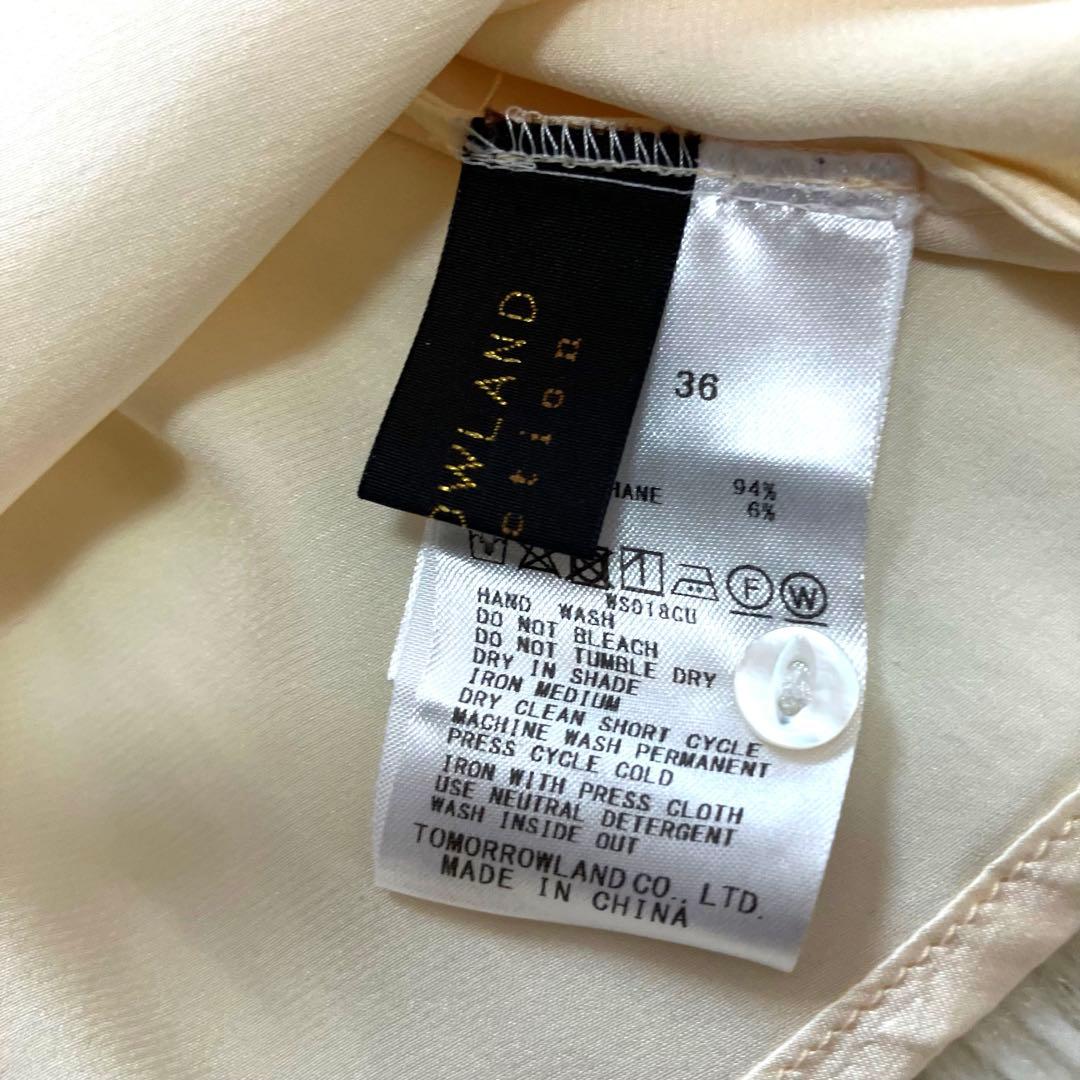 OWLAND
ction
36
HANE 94%
6%
F W
WS018CU
HAND WASH
DO NOT BLEACH
DO NOT TUMBLE DRY
DRY IN SHADE
IRON MEDIUM
DRY CLEAN SHORT CYCLE
MACHINE WASH PERMANENT
PRESS CYCLE COLD
IRON WITH PRESS CLOTH
USE NEUTRAL DETERGENT
WASH INSIDE OUT
TOMORROWLAND CO., LTD.
MADE IN CHINA